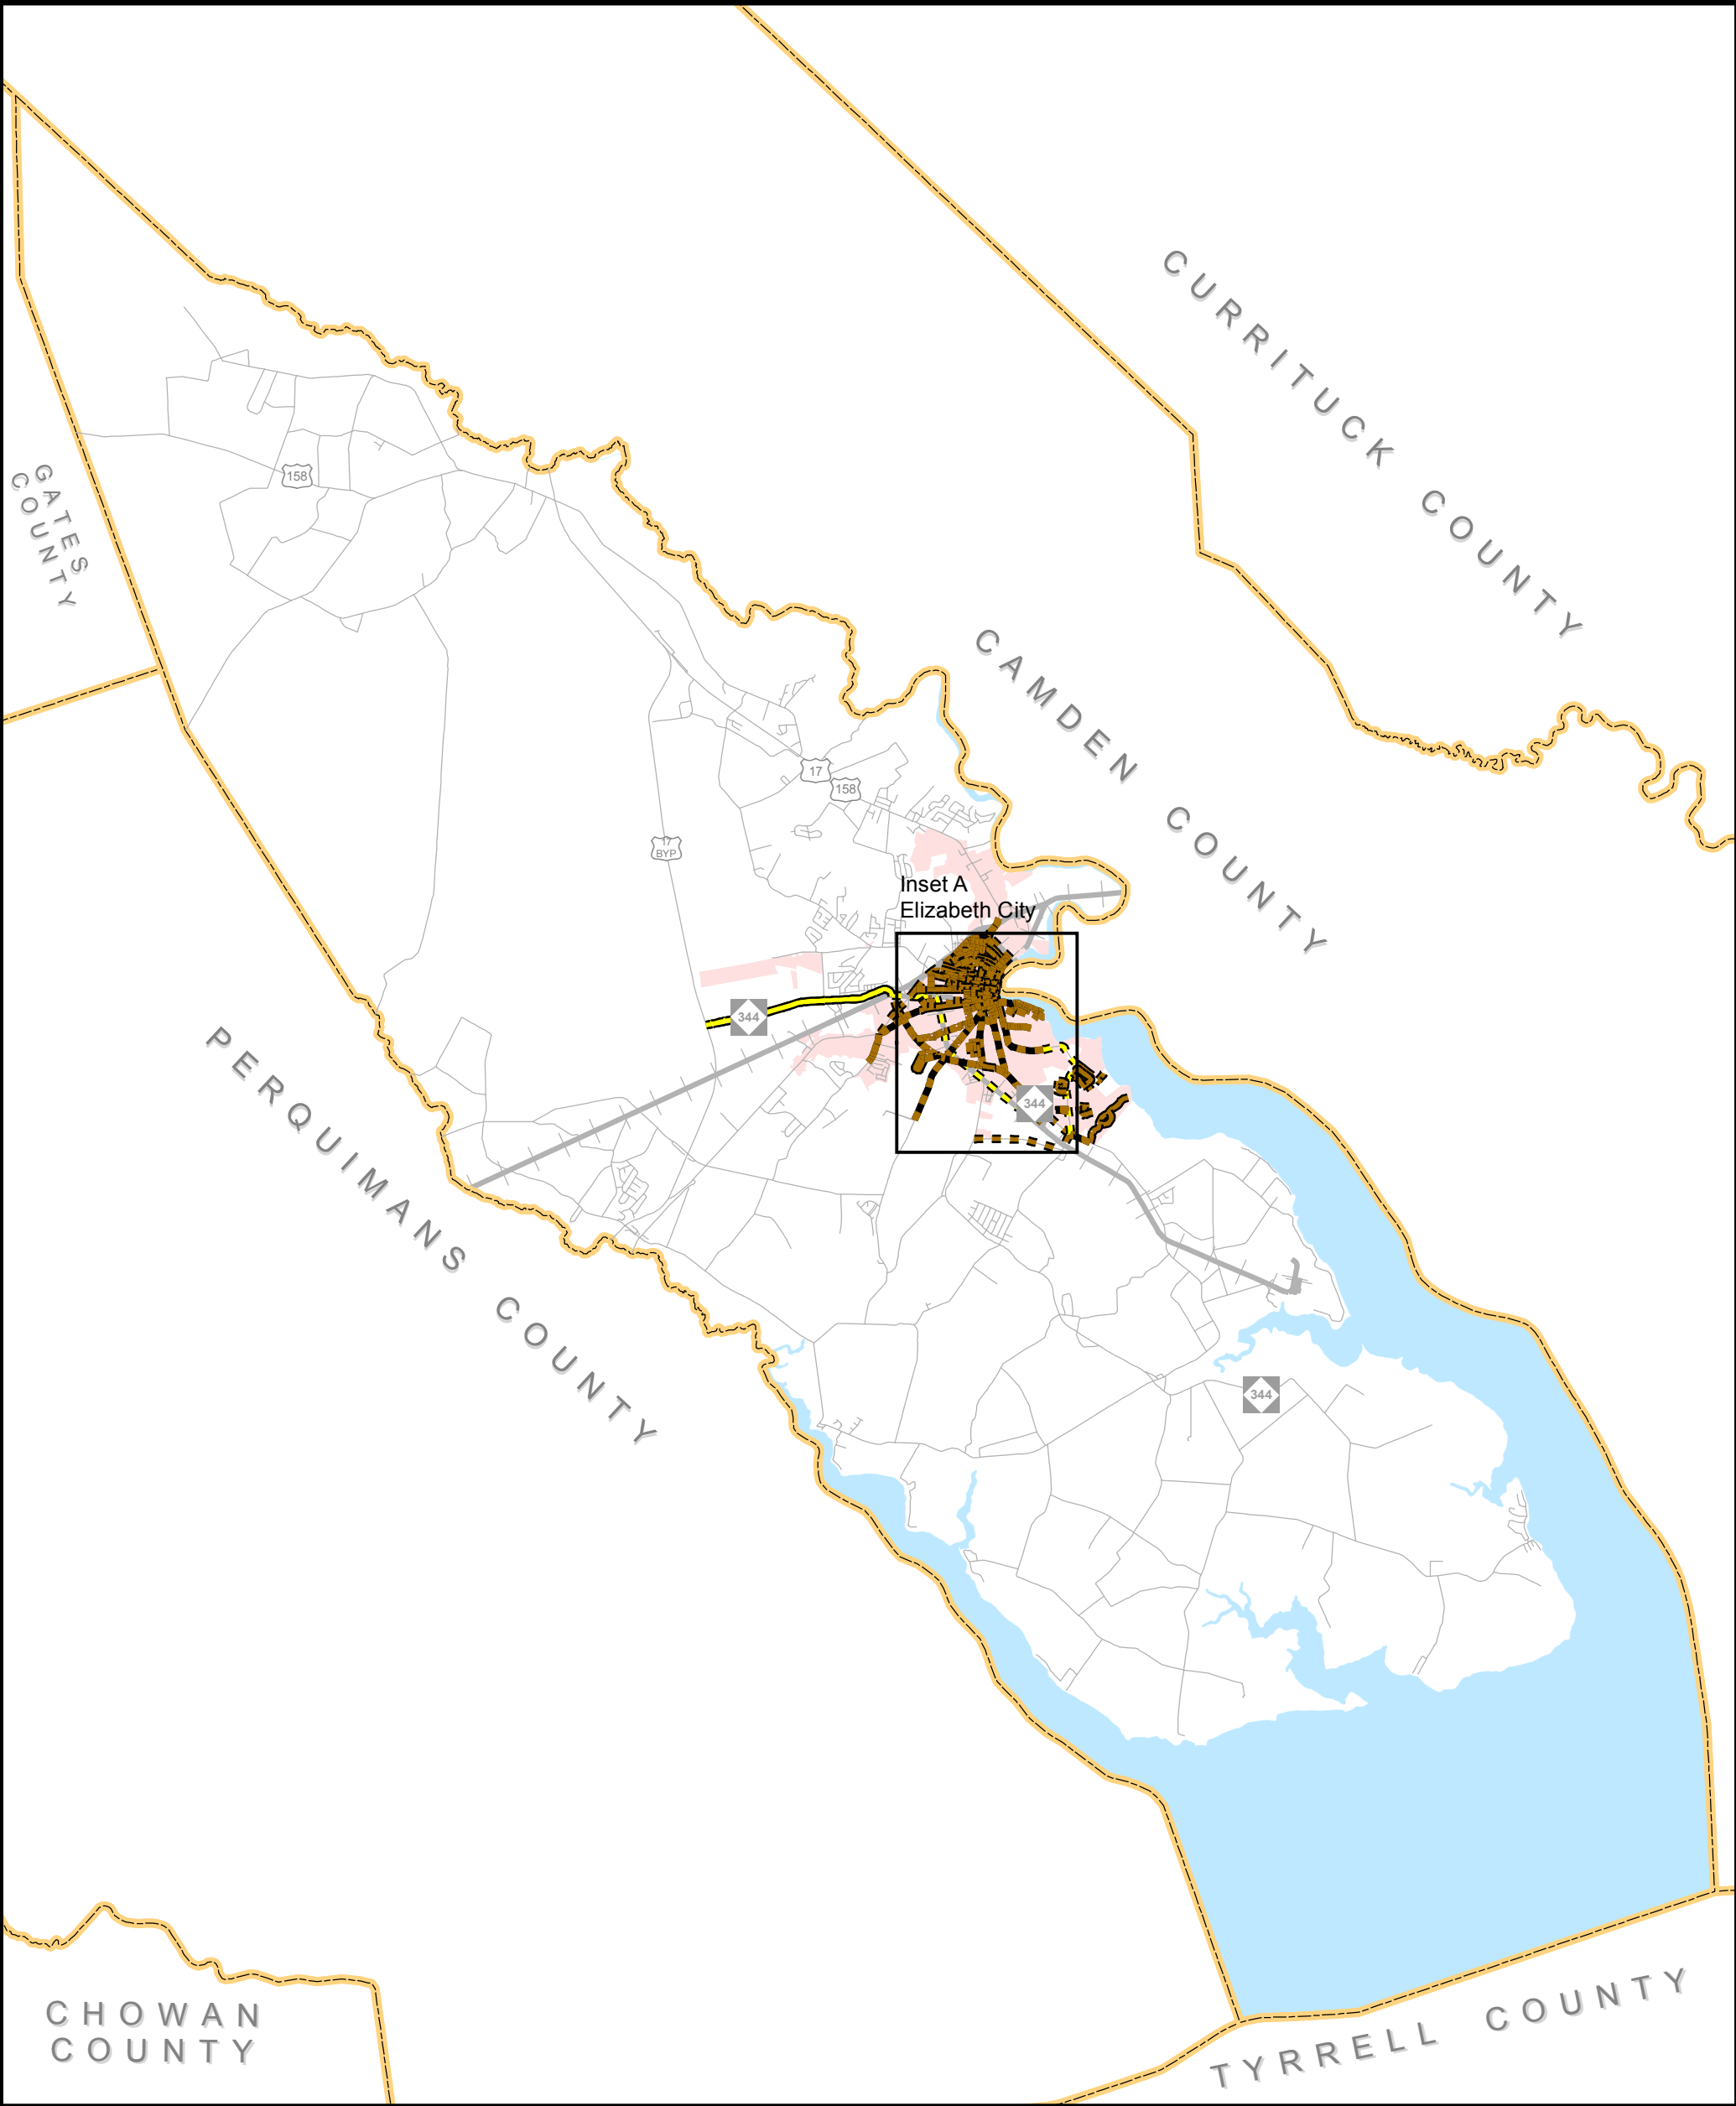 CURRITUCK COUNTY
GATES
COUNTY
158
CAMDEN COUNTY
17
158
17
BYP
Inset A
Elizabeth City
344
PERQUIMANS COUNTY
344
344
CHOWAN
COUNTY
TYRRELL COUNTY